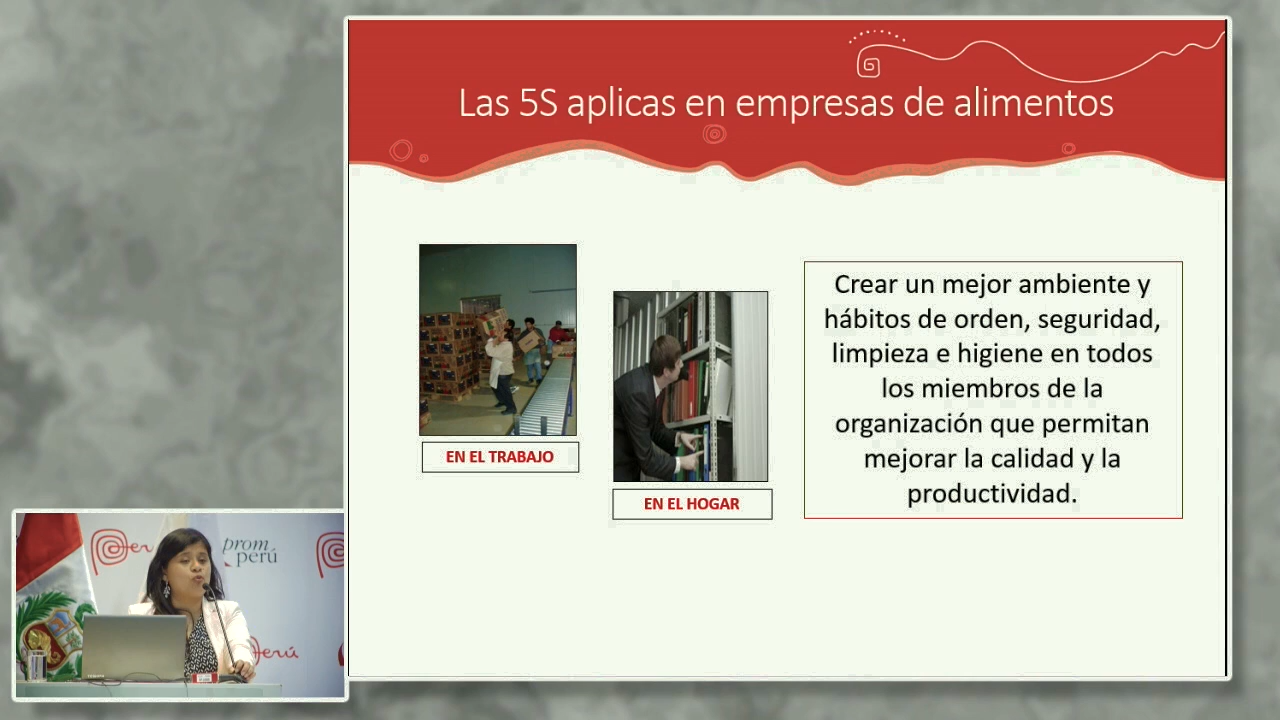 Las 5S aplicas en empresas de alimentos
EN EL TRABAJO
EN EL HOGAR
Crear un mejor ambiente y
hábitos de orden, seguridad,
limpieza e higiene en todos
los miembros de la
organización que permitan
mejorar la calidad y la
productividad.
Perú
prom
perú
Perú